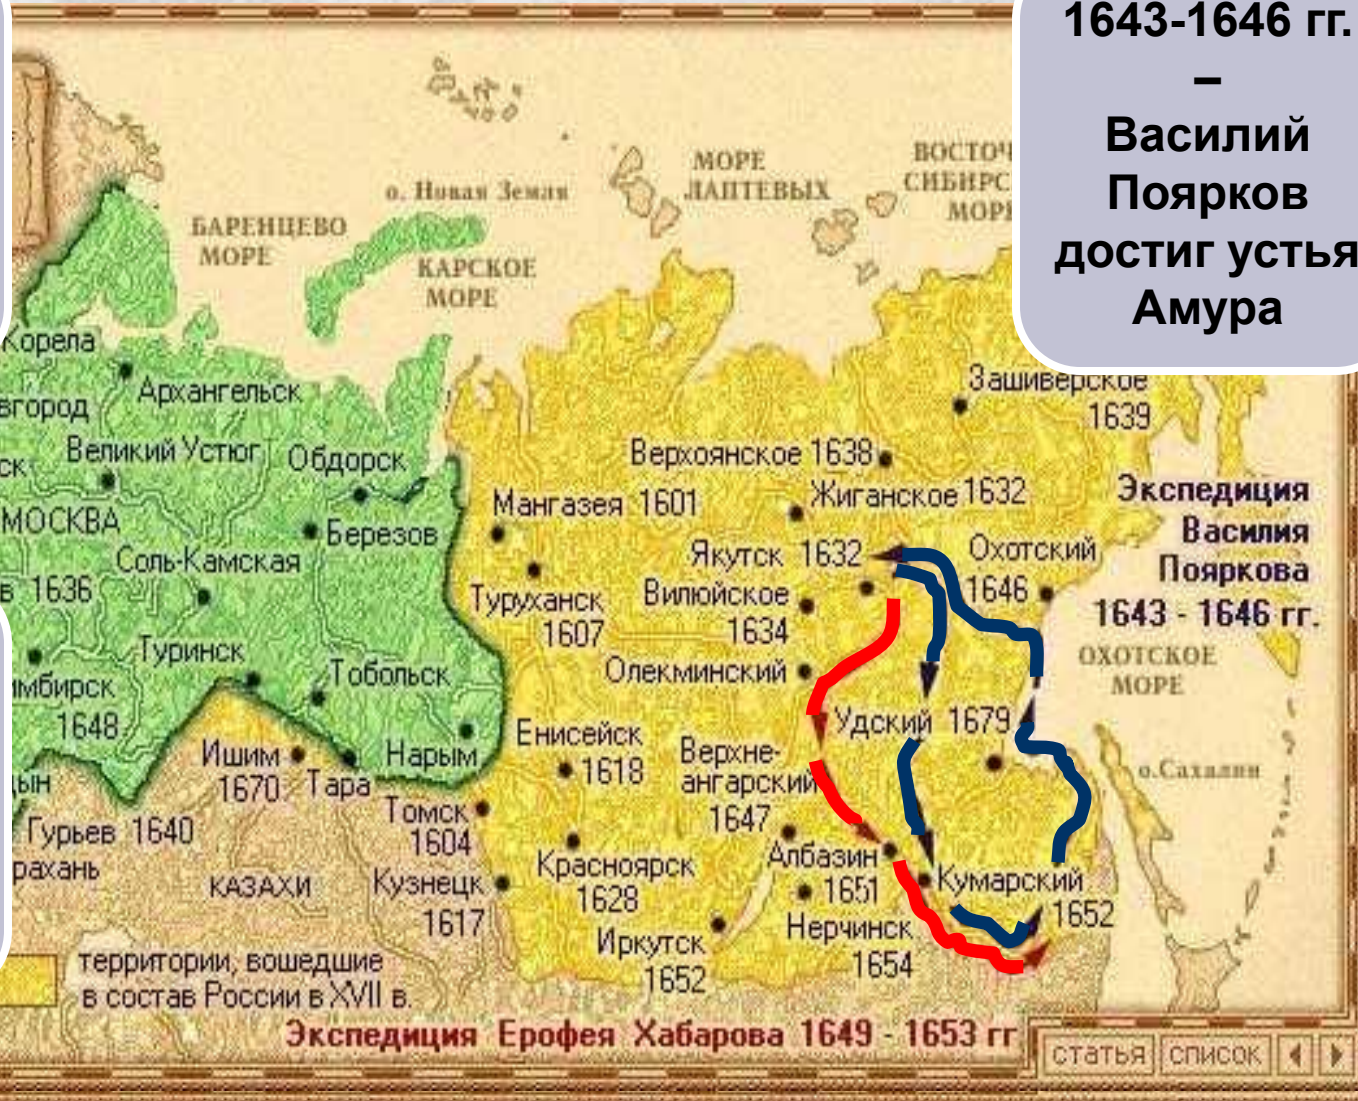 1643-1646 гг.
–
Василий
Поярков
достиг устья
Амура
МОРЕ
ЛАПТЕВЫХ
о. Новая Земля
БАРЕНЦЕВО
МОРЕ
КАРСКОЕ
МОРЕ
ВОСТОЧ
СИБИРС
МОР
Корела
Архангельск
вгород
Великий Устюг
Обдорск
ск
МОСКВА
Березов
Соль-Камская
в 1636
Туринск
Тобольск
имбирск
1648
Нарым
Ишим
1670
Тара
цын
Гурьев 1640
рахань
КАЗАХИ
Томск
1604
Кузнецк
1617
Зашиверское
1639
Верхоянское 1638
Жиганское 1632
Мангазея 1601
Якутск 1632
Охотский
1646
Туруханск
1607
Вилюйское
1634
Олекминский
Экспедиция
Василия
Пояркова
1643 - 1646 гг.
ОХОТСКОЕ
МОРЕ
Удский 1679
Енисейск
1618
Верхне-
ангарский
1647
о.Сахалин
Красноярск
1628
Албазин
1651
Кумарский
1652
Нерчинск
1654
Иркутск
1652
территории, вошедшие
в состав России в XVII в.
Экспедиция Ерофея Хабарова 1649 - 1653 гг
статья список